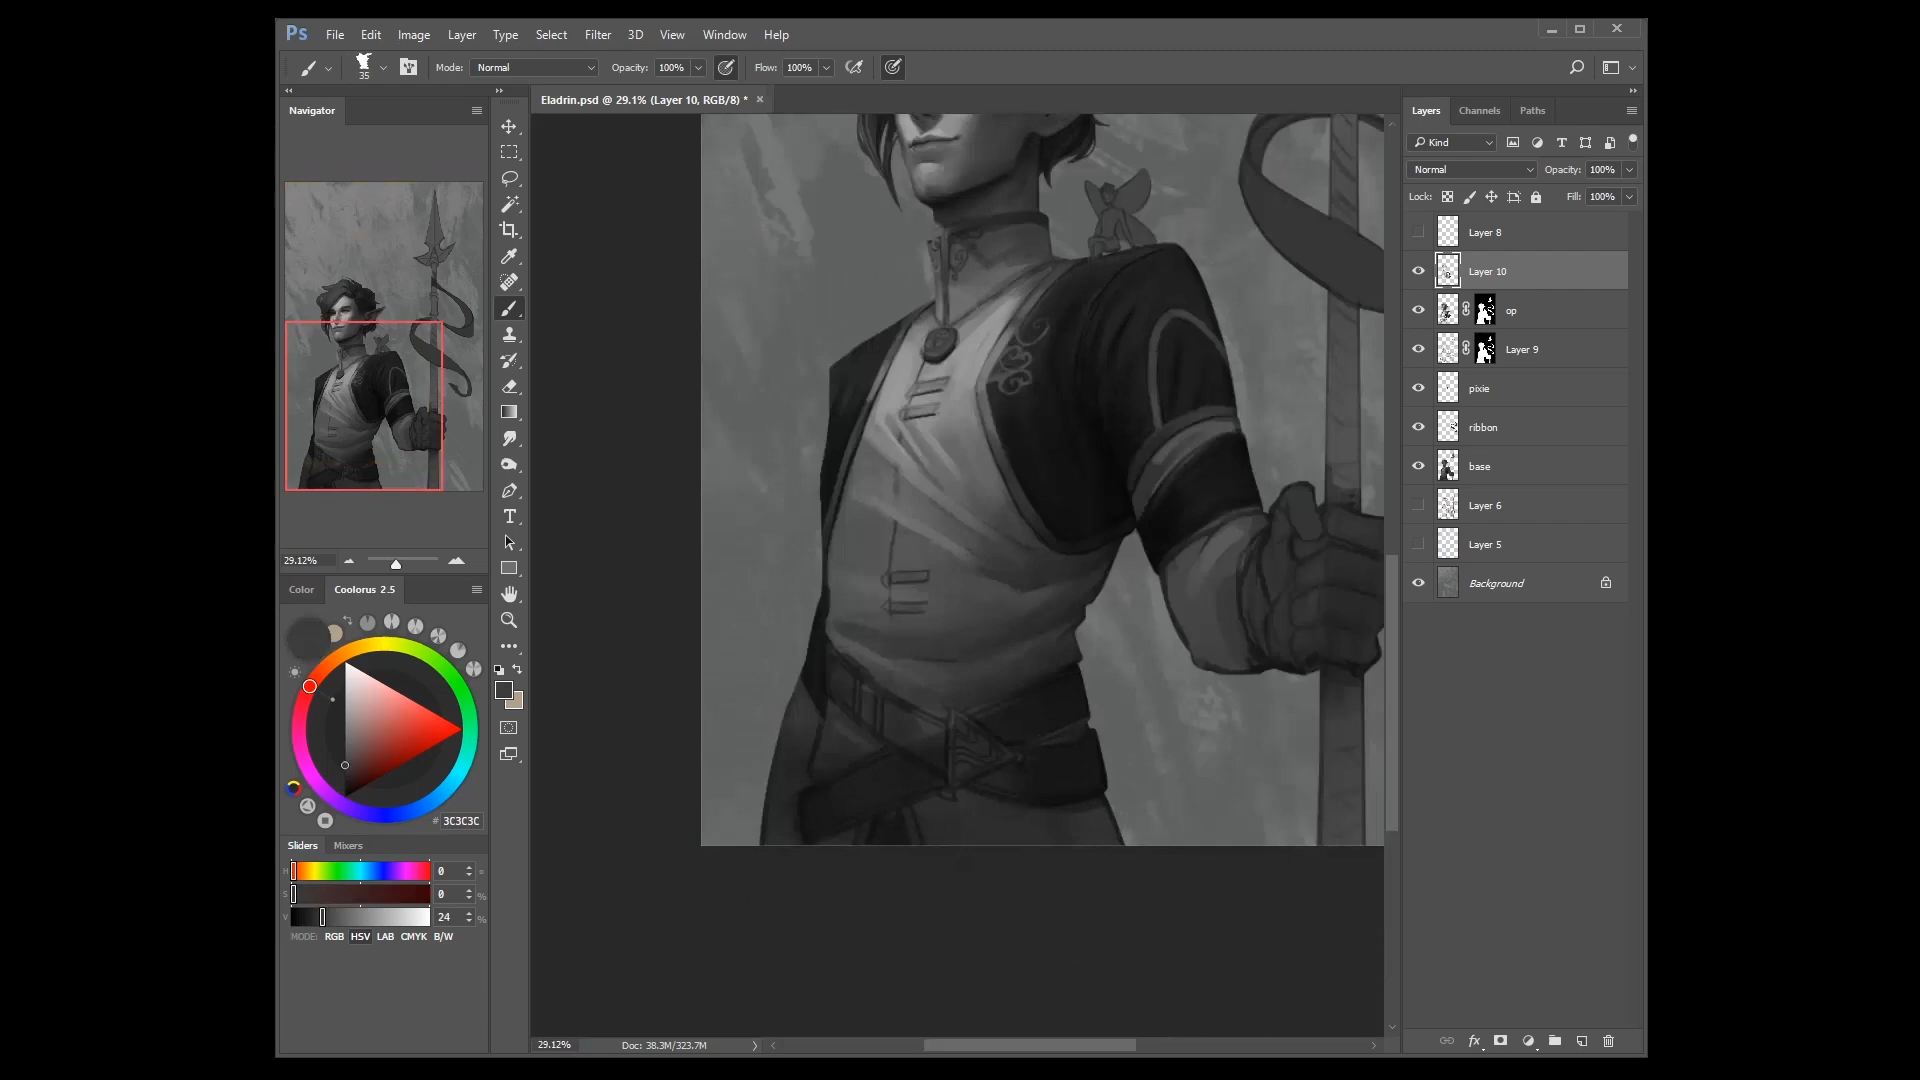 Ps File Edit Image Layer Type Select Filter 3D View Window Help
35 Mode: Normal Opacity: 100% Flow: 100%
Navigator
Eladrin.psd @ 29.1% (Layer 10, RGB/8) *
29.12%
Color Coolorus 2.5
# 3C3C3C
Sliders Mixers
H 0 °
S 0 %
V 24 %
MODE: RGB HSV LAB CMYK B/W
29.12% Doc: 38.3M/323.7M
Layers Channels Paths
Kind
Normal Opacity: 100%
Lock: Fill: 100%
Layer 8
Layer 10
op
Layer 9
pixie
ribbon
base
Layer 6
Layer 5
Background
fx